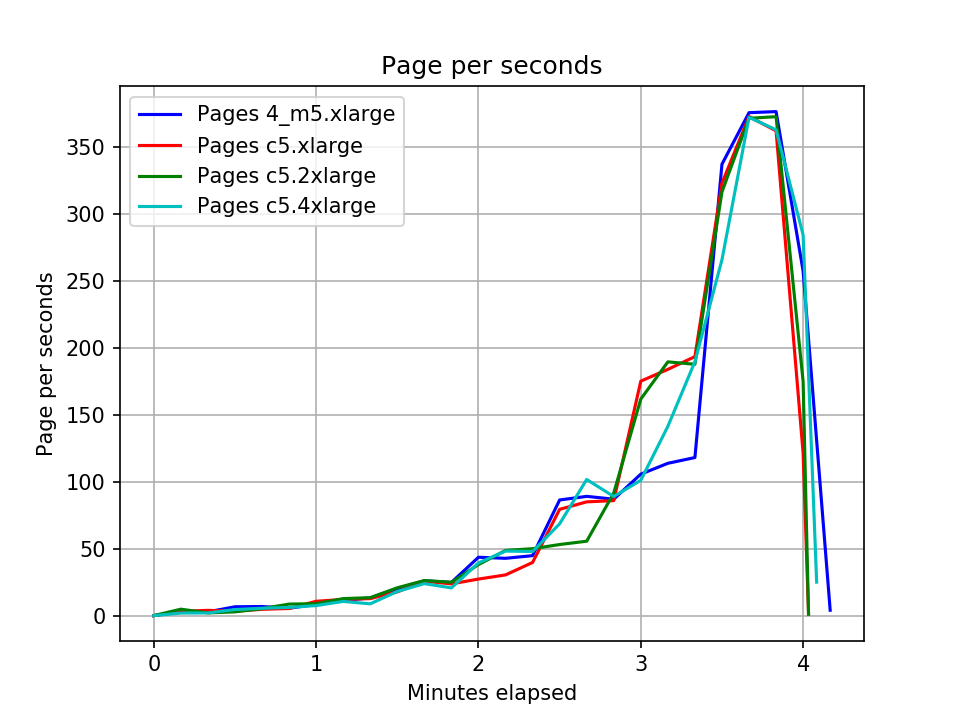 Page per seconds
Pages 4_m5.xlarge
Pages c5.xlarge
Pages c5.2xlarge
Pages c5.4xlarge
Page per seconds
350
300
250
200
150
100
50
0
0 1 2 3 4
Minutes elapsed